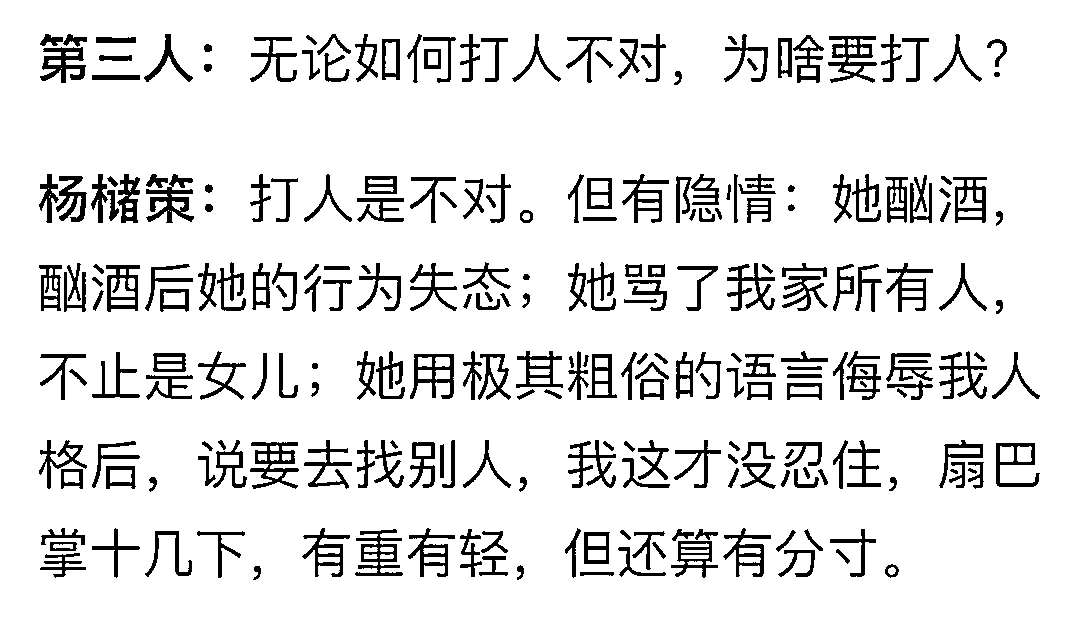 第三人：无论如何打人不对，为啥要打人？
杨槠策：打人是不对。但有隐情：她酗酒，
酗酒后她的行为失态；她骂了我家所有人，
不止是女儿；她用极其粗俗的语言侮辱我人
格后，说要去找别人，我这才没忍住，扇巴
掌十几下，有重有轻，但还算有分寸。